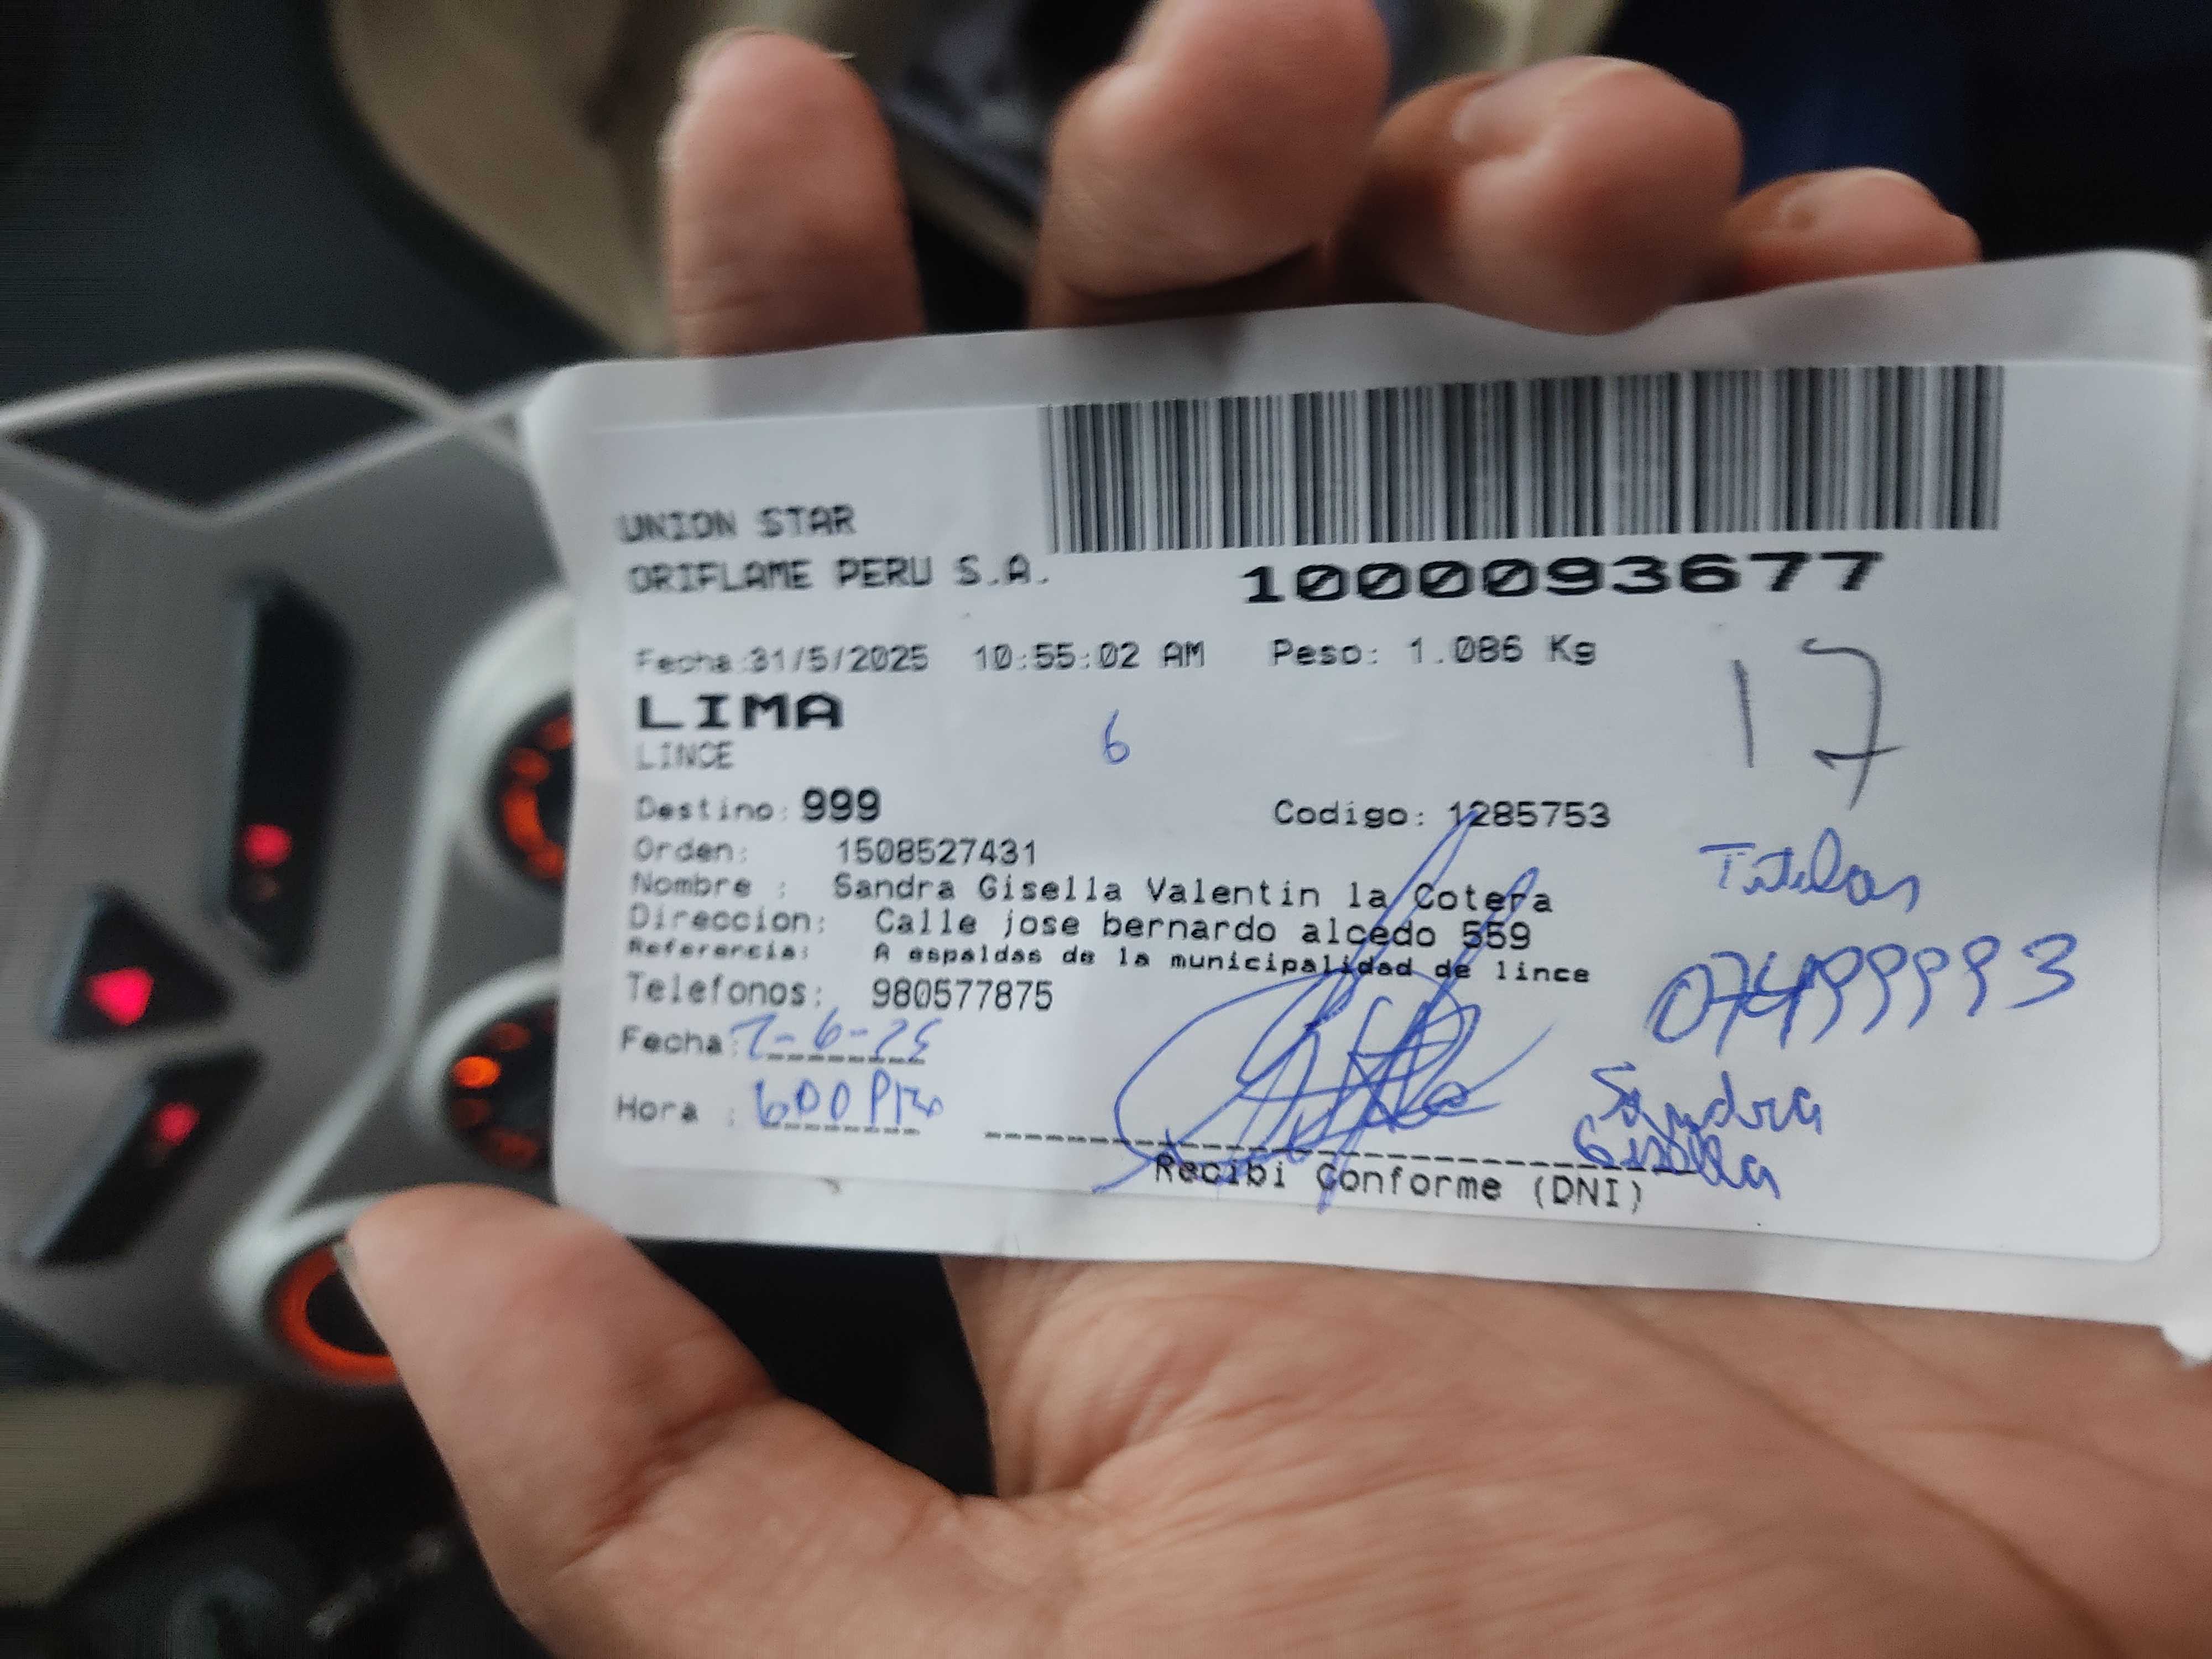 UNION STAR
ORIFLAME PERU S.A.
1000093677
Fecha:31/5/2025 10:55:02 AM Peso: 1.086 Kg
17
LIMA
6
LINCE
Destino: 999 Codigo: 1285753
Orden: 1508527431
Titular
Nombre : Sandra Gisella Valentin la Cotera
Direccion: Calle jose bernardo alcedo 559
Referencia: A espaldas de la municipalidad de lince
07499993
Telefonos: 980577875
Fecha: 2-6-25
Hora : 600 Pm
Sandra
Gisella
Recibi Conforme (DNI)